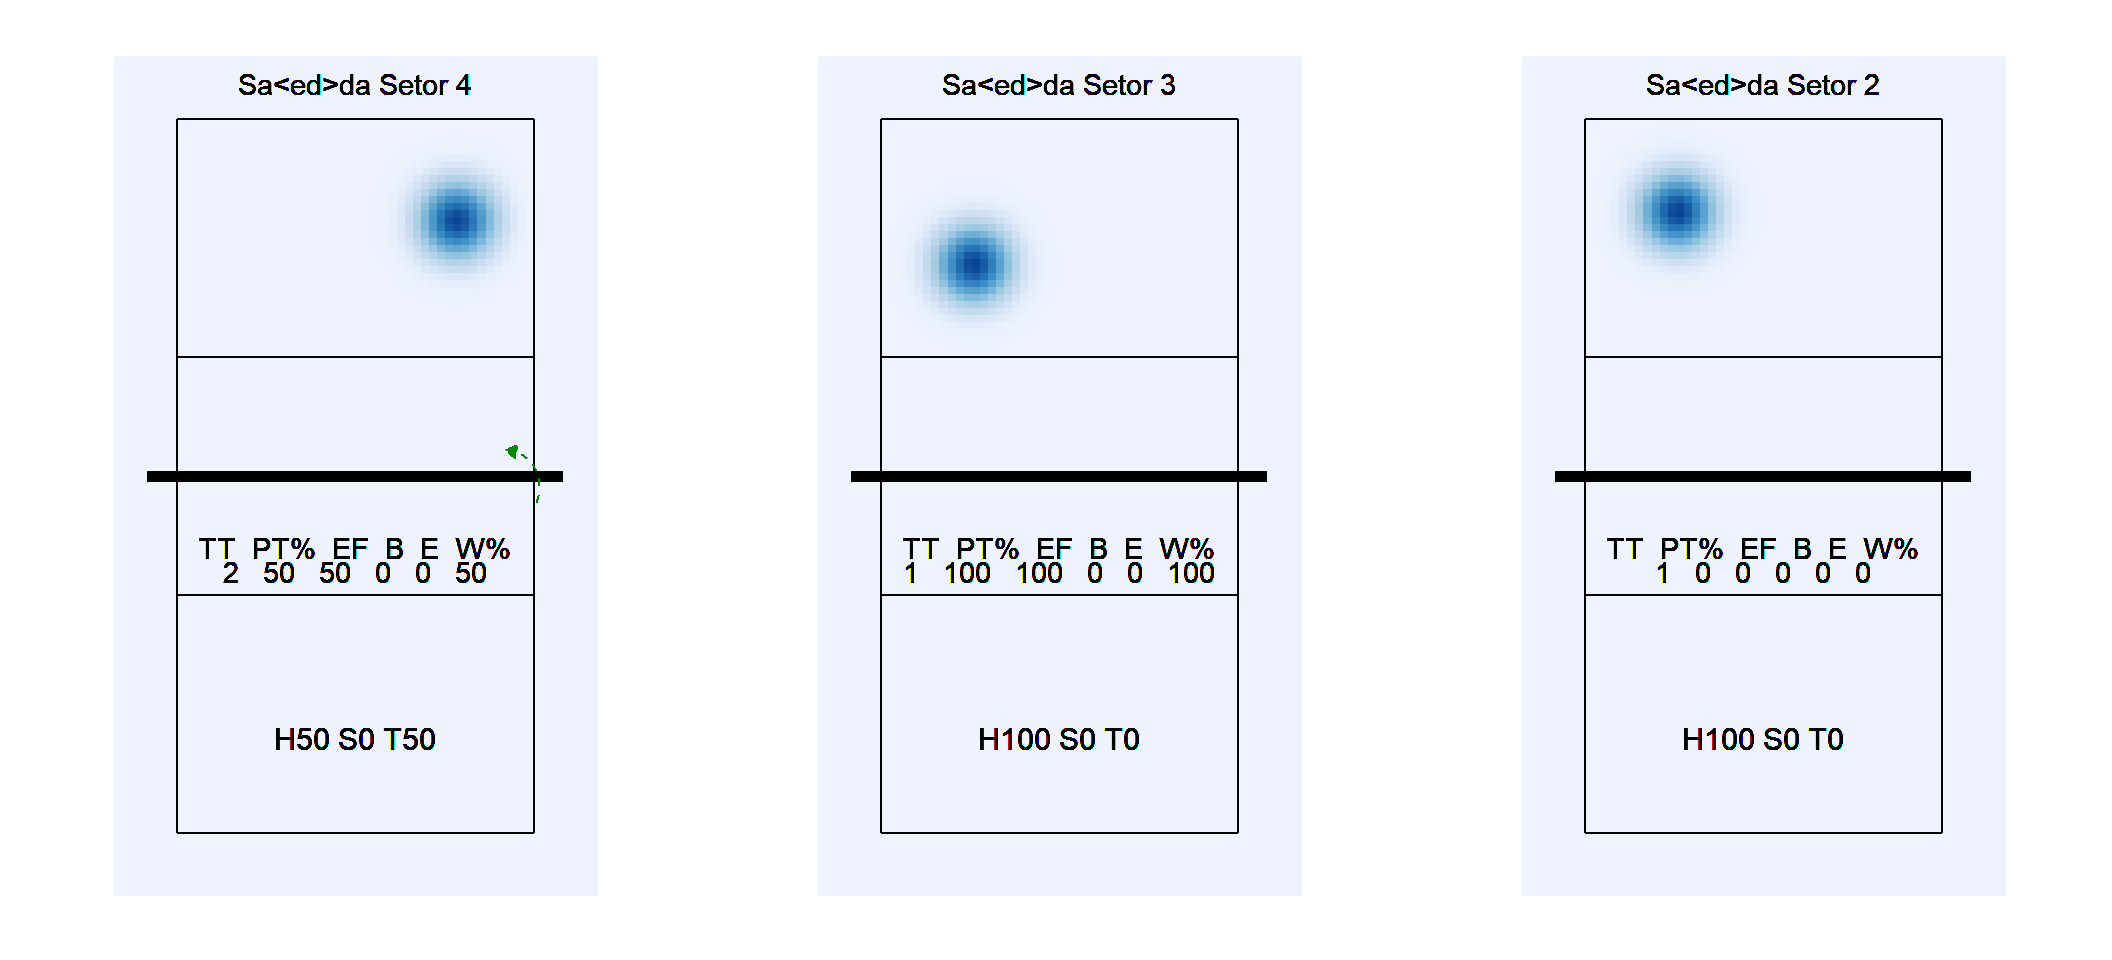 Sa<ed>da Setor 4
TT PT% EF B E W%
2 50 50 0 0 50
H50 S0 T50
Sa<ed>da Setor 3
TT PT% EF B E W%
1 100 100 0 0 100
H100 S0 T0
Sa<ed>da Setor 2
TT PT% EF B E W%
1 0 0 0 0 0
H100 S0 T0